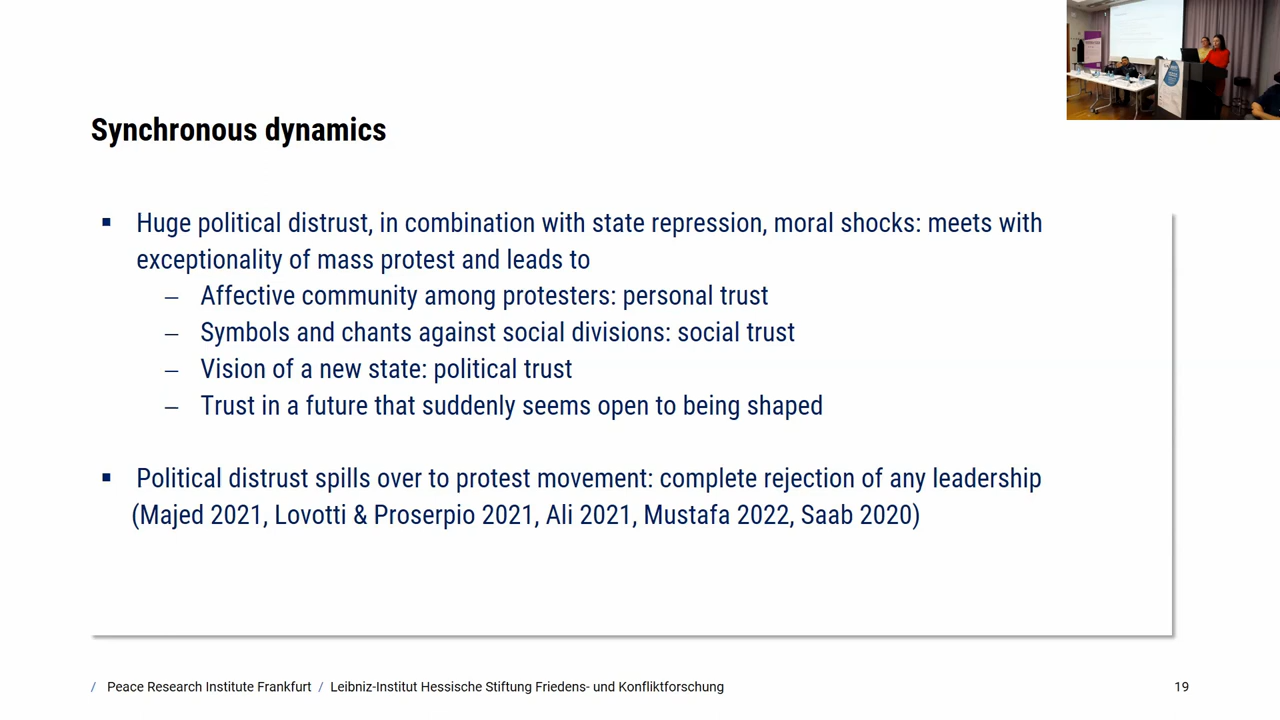 Synchronous dynamics
▪ Huge political distrust, in combination with state repression, moral shocks: meets with
exceptionality of mass protest and leads to
– Affective community among protesters: personal trust
– Symbols and chants against social divisions: social trust
– Vision of a new state: political trust
– Trust in a future that suddenly seems open to being shaped
▪ Political distrust spills over to protest movement: complete rejection of any leadership
(Majed 2021, Lovotti & Proserpio 2021, Ali 2021, Mustafa 2022, Saab 2020)
/ Peace Research Institute Frankfurt / Leibniz-Institut Hessische Stiftung Friedens- und Konfliktforschung
19